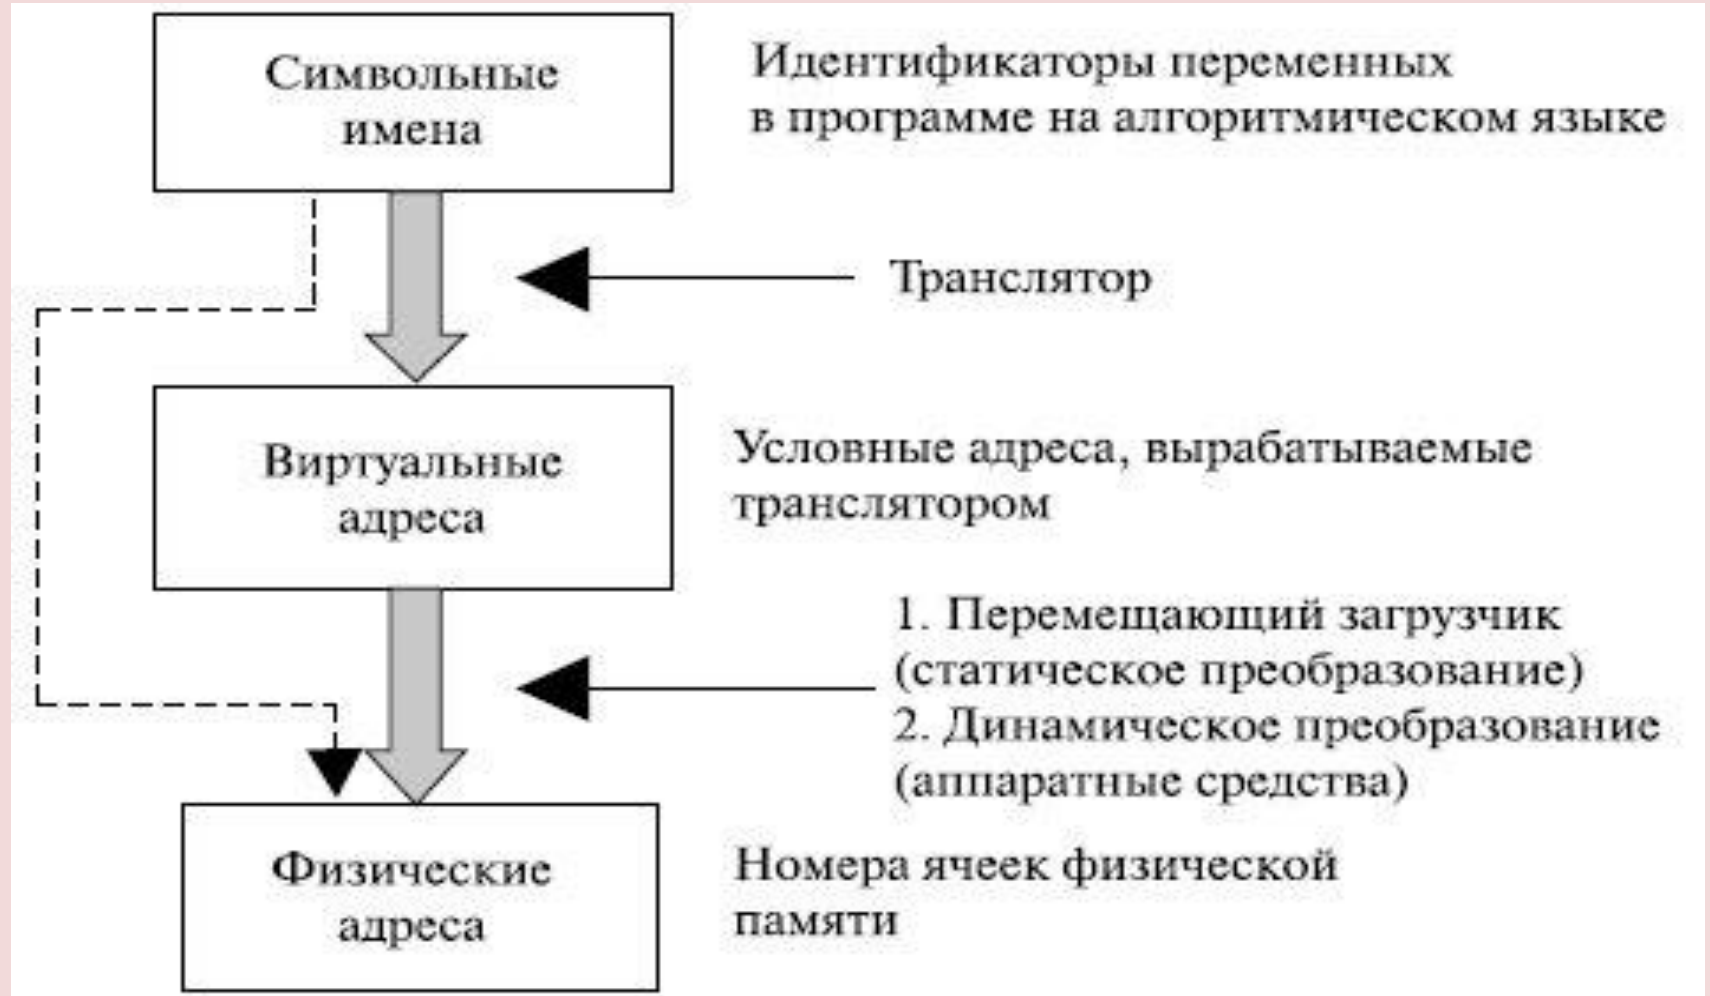 Символьные
имена
Идентификаторы переменных
в программе на алгоритмическом языке
Транслятор
Виртуальные
адреса
Условные адреса, вырабатываемые
транслятором
1. Перемещающий загрузчик
(статическое преобразование)
2. Динамическое преобразование
(аппаратные средства)
Физические
адреса
Номера ячеек физической
памяти